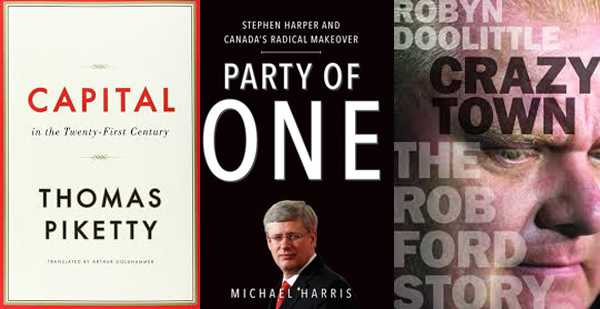 CAPITAL
in the Twenty-First Century
THOMAS
PIKETTY
TRANSLATED BY ARTHUR GOLDHAMMER
STEPHEN HARPER AND
CANADA'S RADICAL MAKEOVER
PARTY OF
ONE
MICHAEL HARRIS
ROBYN
DOOLITTLE
CRAZY
TOWN
THE
ROB
FORD
STORY